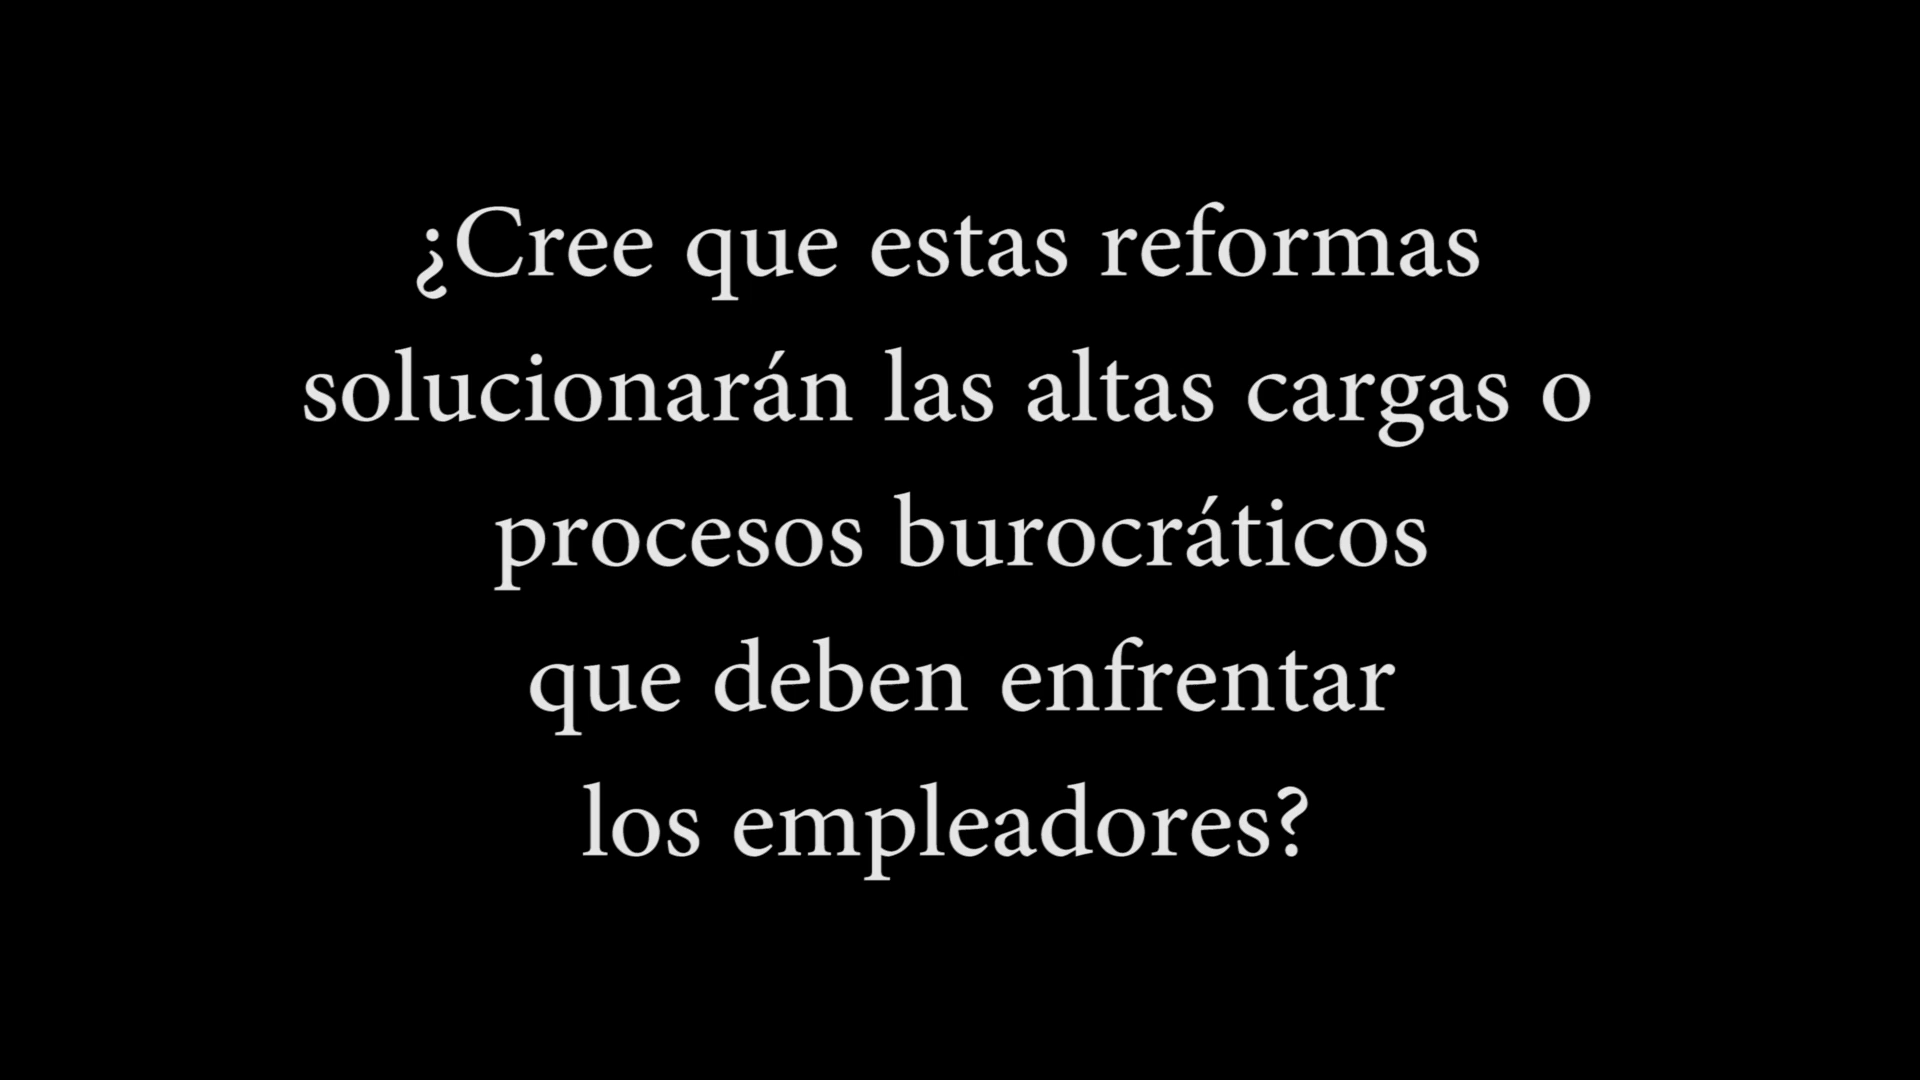 ¿Cree que estas reformas
solucionarán las altas cargas o
procesos burocráticos
que deben enfrentar
los empleadores?